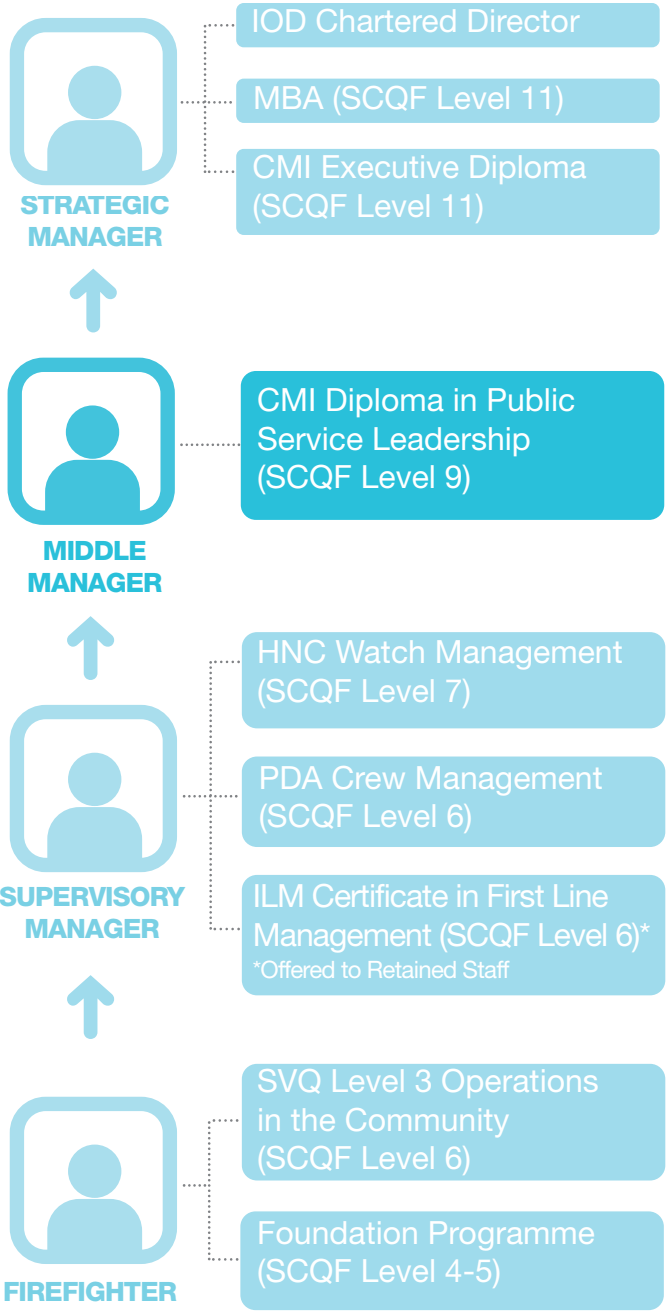 IOD Chartered Director
MBA (SCQF Level 11)
CMI Executive Diploma
(SCQF Level 11)
STRATEGIC
MANAGER
CMI Diploma in Public
Service Leadership
(SCQF Level 9)
MIDDLE
MANAGER
HNC Watch Management
(SCQF Level 7)
PDA Crew Management
(SCQF Level 6)
ILM Certificate in First Line
Management (SCQF Level 6)*
*Offered to Retained Staff
SUPERVISORY
MANAGER
SVQ Level 3 Operations
in the Community
(SCQF Level 6)
Foundation Programme
(SCQF Level 4-5)
FIREFIGHTER